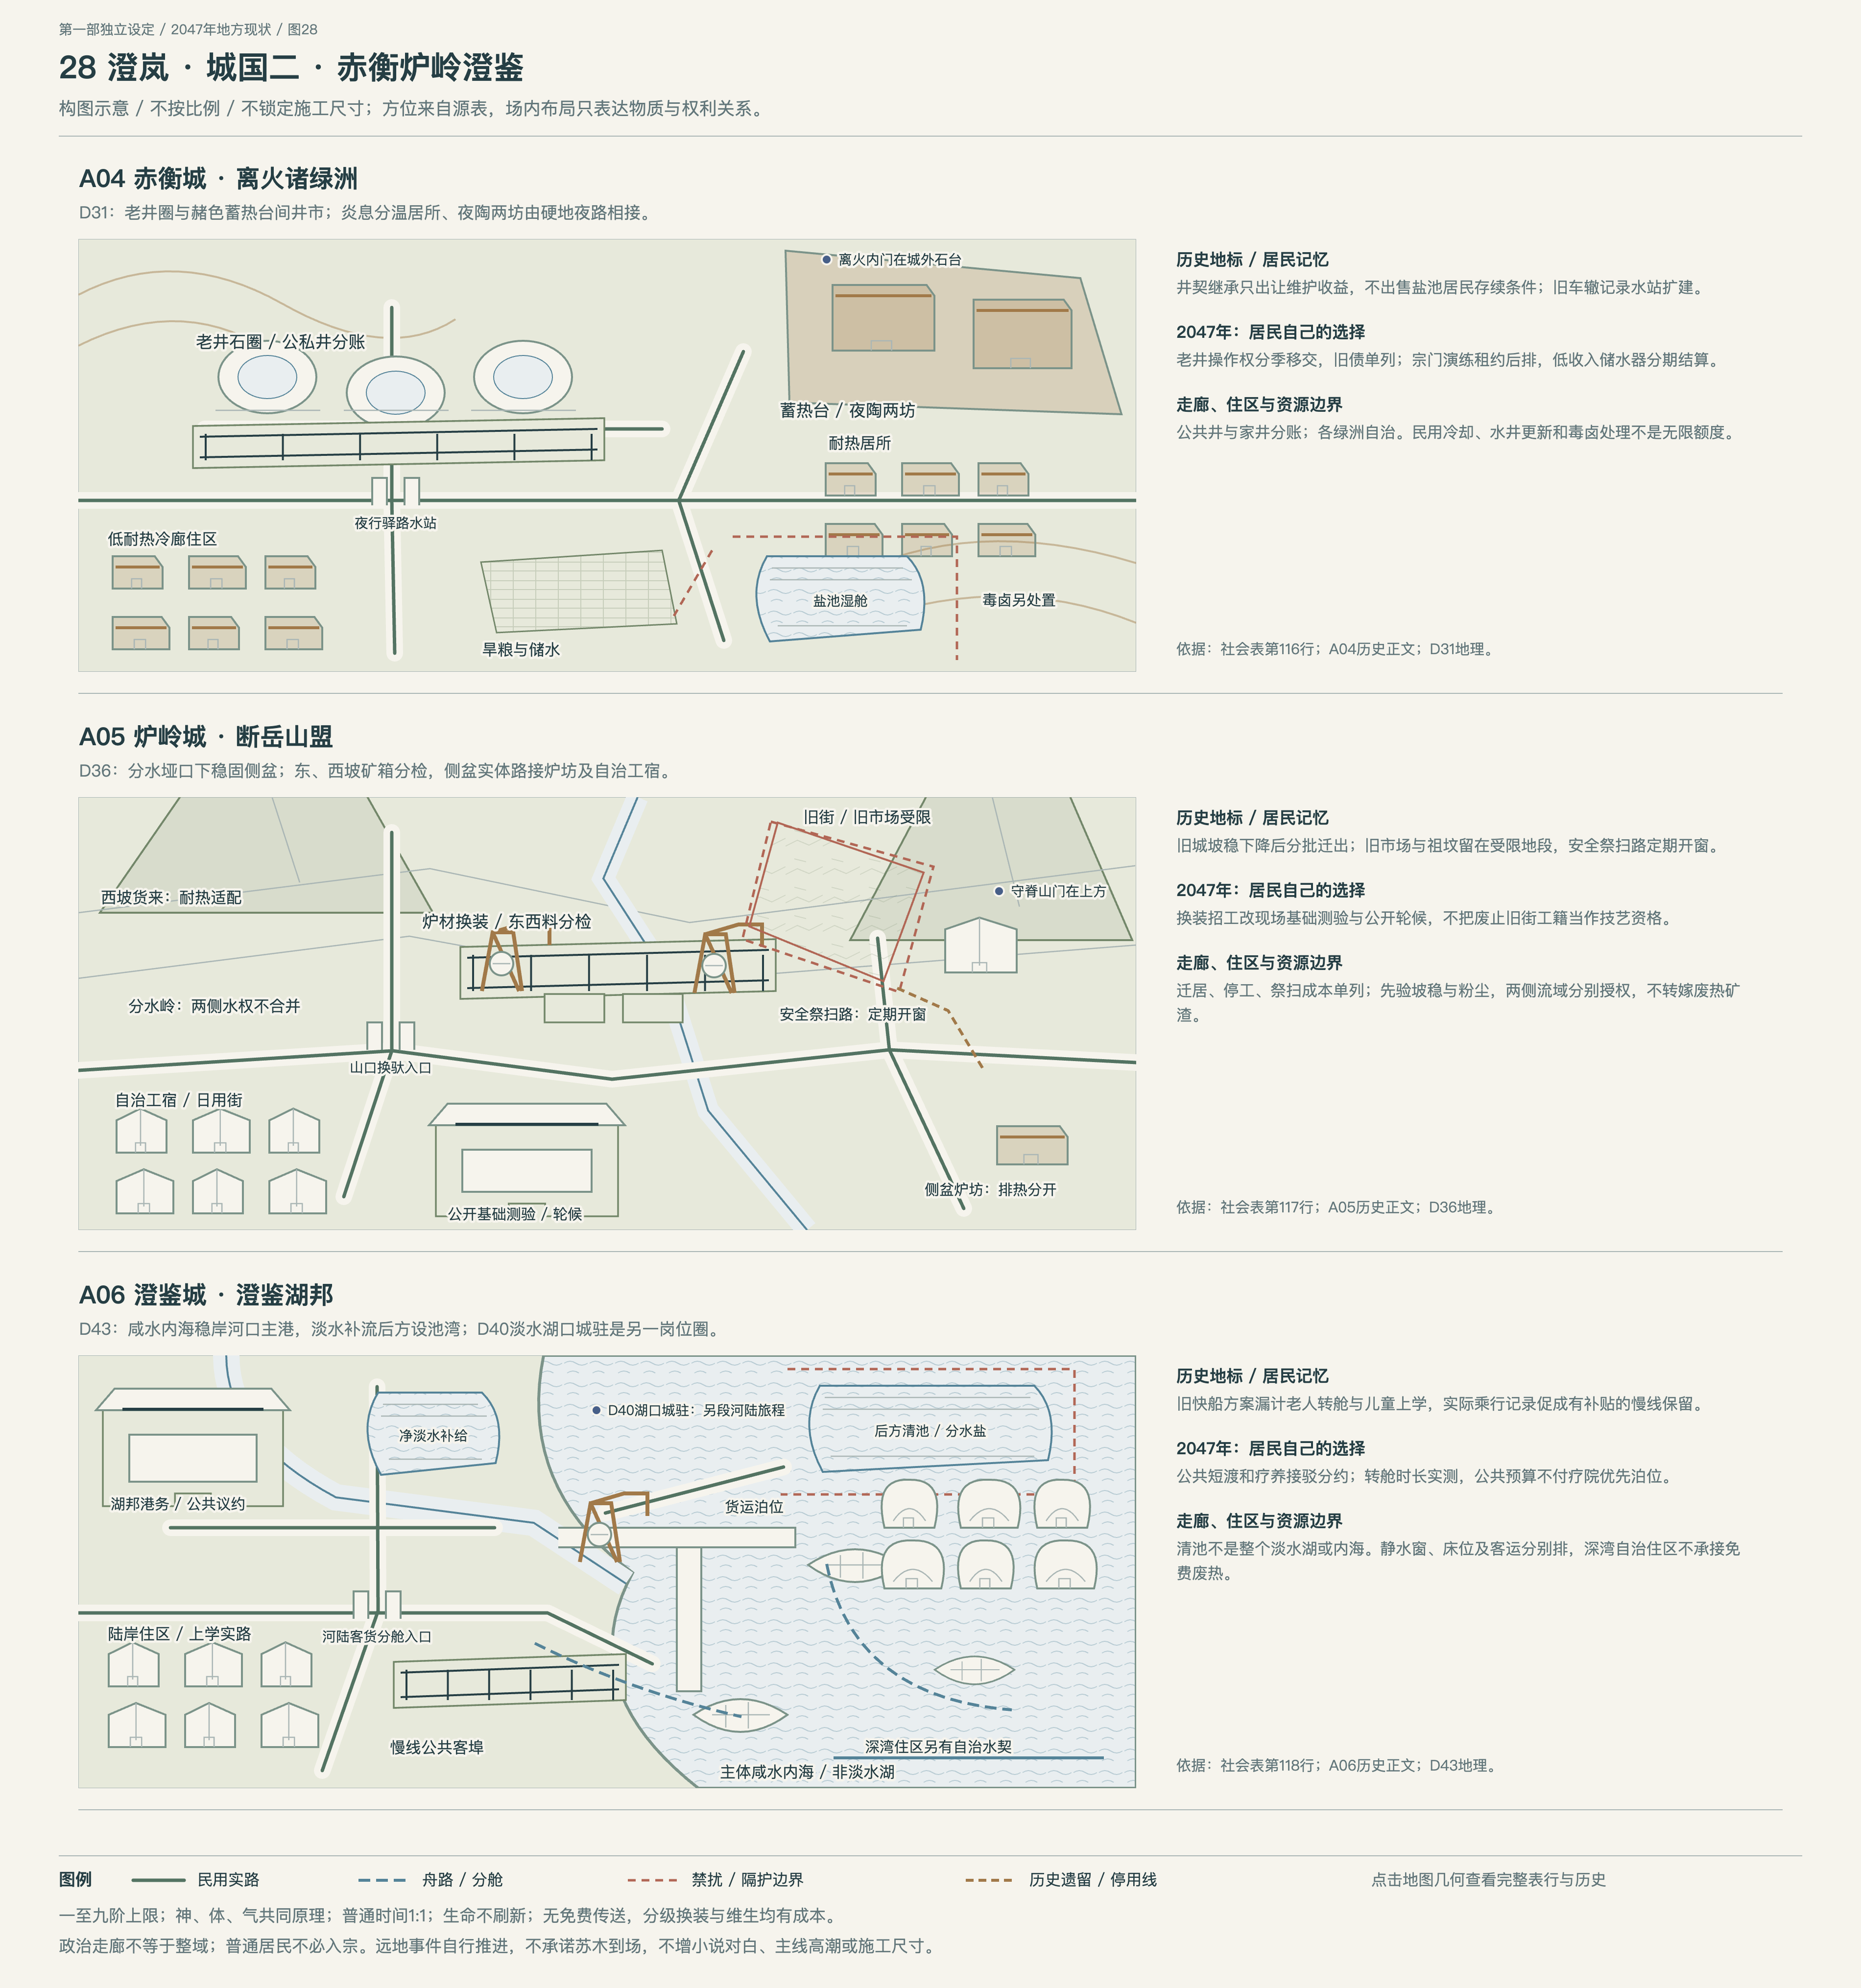 第一部独立设定 / 2047年地方现状 / 图28
28 澄岚 · 城国二 · 赤衡炉岭澄鉴
构图示意 / 不按比例 / 不锁定施工尺寸；方位来自源表，场内布局只表达物质与权利关系。
A04 赤衡城 · 离火诸绿洲
D31：老井圈与赭色蓄热台间井市；炎息分温居所、夜陶两坊由硬地夜路相接。
离火内门在城外石台
老井石圈 / 公私井分账
蓄热台 / 夜陶两坊
耐热居所
夜行驿路水站
低耐热冷廊住区
盐池湿舱
毒卤另处置
旱粮与储水
历史地标 / 居民记忆
井契继承只出让维护收益，不出售盐池居民存续条件；旧车辙记录水站扩建。
2047年：居民自己的选择
老井操作权分季移交，旧债单列；宗门演练租约后排，低收入储水器分期结算。
走廊、住区与资源边界
公共井与家井分账；各绿洲自治。民用冷却、水井更新和毒卤处理不是无限额度。
依据：社会表第116行；A04历史正文；D31地理。
A05 炉岭城 · 断岳山盟
D36：分水垭口下稳固侧盆；东、西坡矿箱分检，侧盆实体路接炉坊及自治工宿。
旧街 / 旧市场受限
西坡货来：耐热适配
守脊山门在上方
炉材换装 / 东西料分检
分水岭：两侧水权不合并
安全祭扫路：定期开窗
山口换驮入口
自治工宿 / 日用街
侧盆炉坊：排热分开
公开基础测验 / 轮候
历史地标 / 居民记忆
旧城坡稳下降后分批迁出；旧市场与祖坟留在受限地段，安全祭扫路定期开窗。
2047年：居民自己的选择
换装招工改现场基础测验与公开轮候，不把废止旧街工籍当作技艺资格。
走廊、住区与资源边界
迁居、停工、祭扫成本单列；先验坡稳与粉尘，两侧流域分别授权，不转嫁废热矿
渣。
依据：社会表第117行；A05历史正文；D36地理。
A06 澄鉴城 · 澄鉴湖邦
D43：咸水内海稳岸河口主港，淡水补流后方设池湾；D40淡水湖口城驻是另一岗位圈。
D40湖口城驻：另段河陆旅程
净淡水补给
后方清池 / 分水盐
湖邦港务 / 公共议约
货运泊位
陆岸住区 / 上学实路
河陆客货分舱入口
慢线公共客埠
深湾住区另有自治水契
主体咸水内海 / 非淡水湖
历史地标 / 居民记忆
旧快船方案漏计老人转舱与儿童上学，实际乘行记录促成有补贴的慢线保留。
2047年：居民自己的选择
公共短渡和疗养接驳分约；转舱时长实测，公共预算不付疗院优先泊位。
走廊、住区与资源边界
清池不是整个淡水湖或内海。静水窗、床位及客运分别排，深湾自治住区不承接免
费废热。
依据：社会表第118行；A06历史正文；D43地理。
图例
民用实路
舟路 / 分舱
禁扰 / 隔护边界
历史遗留 / 停用线
点击地图几何查看完整表行与历史
一至九阶上限；神、体、气共同原理；普通时间1:1；生命不刷新；无免费传送，分级换装与维生均有成本。
政治走廊不等于整域；普通居民不必入宗。远地事件自行推进，不承诺苏木到场，不增小说对白、主线高潮或施工尺寸。